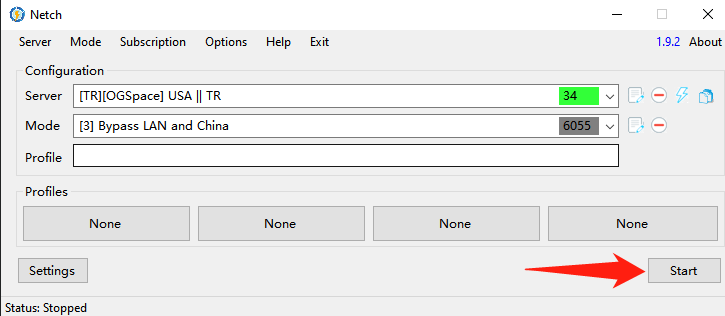 Netch
Server Mode Subscription Options Help Exit 1.9.2 About
Configuration
Server [TR][OGSpace] USA || TR 34
Mode [3] Bypass LAN and China 6055
Profile
Profiles
None None None None
Settings Start
Status: Stopped